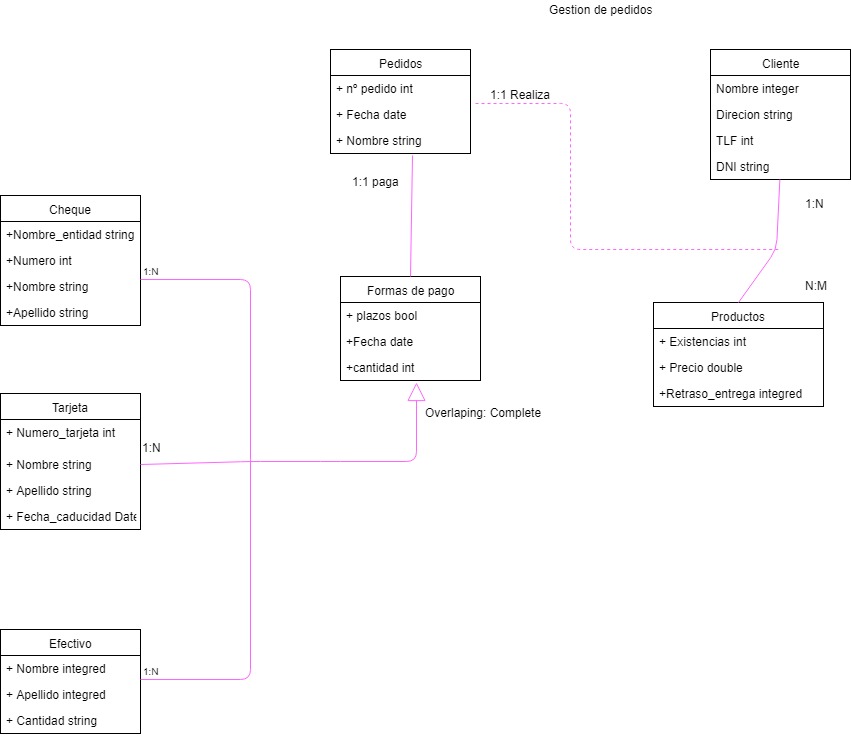 Gestion de pedidos
Pedidos
+ nº pedido int
+ Fecha date
+ Nombre string
1:1 Realiza
Cliente
Nombre integer
Direcion string
TLF int
DNI string
1:1 paga
1:N
N:M
Cheque
+Nombre_entidad string
+Numero int
+Nombre string
+Apellido string
1:N
Formas de pago
+ plazos bool
+Fecha date
+cantidad int
Productos
+ Existencias int
+ Precio double
+Retraso_entrega integred
Overlaping: Complete
Tarjeta
+ Numero_tarjeta int
+ Nombre string
+ Apellido string
+ Fecha_caducidad Date
1:N
Efectivo
+ Nombre integred
+ Apellido integred
+ Cantidad string
1:N